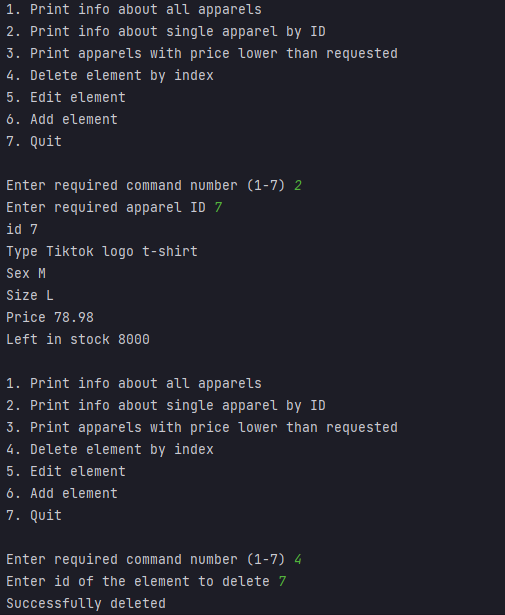 1. Print info about all apparels
2. Print info about single apparel by ID
3. Print apparels with price lower than requested
4. Delete element by index
5. Edit element
6. Add element
7. Quit
Enter required command number (1-7) 2
Enter required apparel ID 7
id 7
Type Tiktok logo t-shirt
Sex M
Size L
Price 78.98
Left in stock 8000
1. Print info about all apparels
2. Print info about single apparel by ID
3. Print apparels with price lower than requested
4. Delete element by index
5. Edit element
6. Add element
7. Quit
Enter required command number (1-7) 4
Enter id of the element to delete 7
Successfully deleted